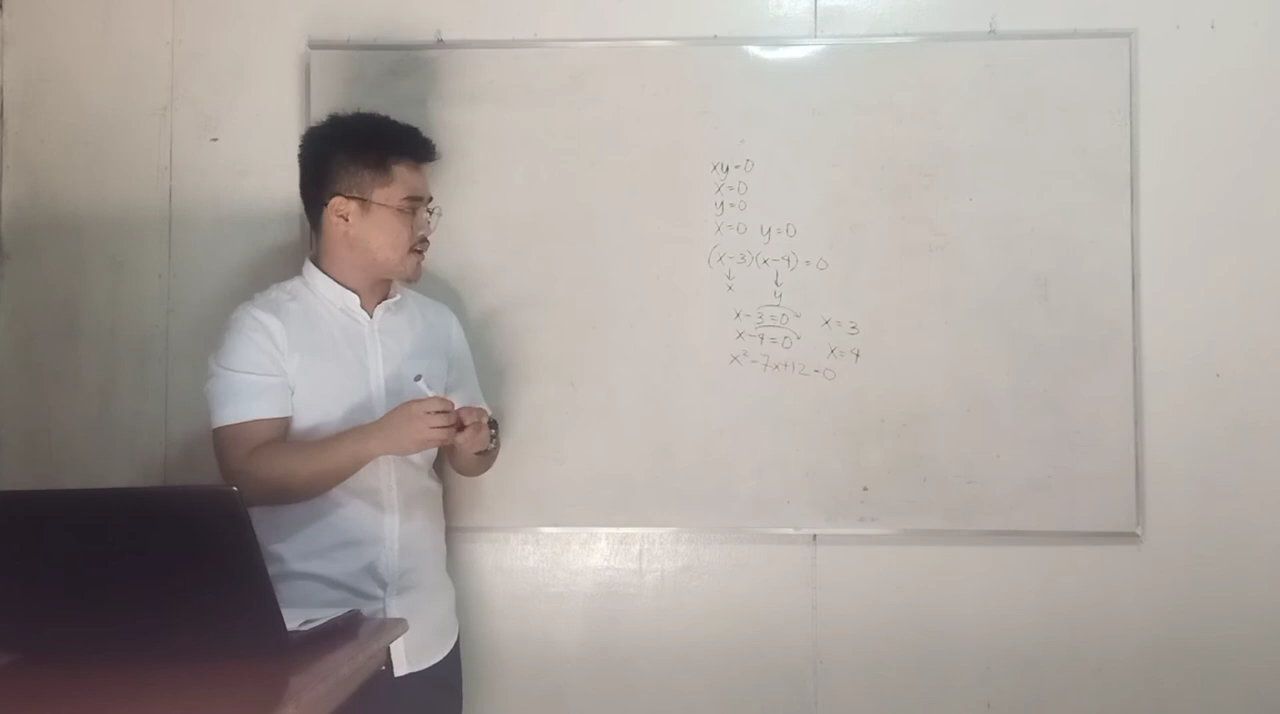 xy=0
x=0
y=0
x=0 y=0
(x-3)(x-4)=0
↓ ↓
x y
x-3=0 x=3
x-4=0 x=4
x²-7x+12=0